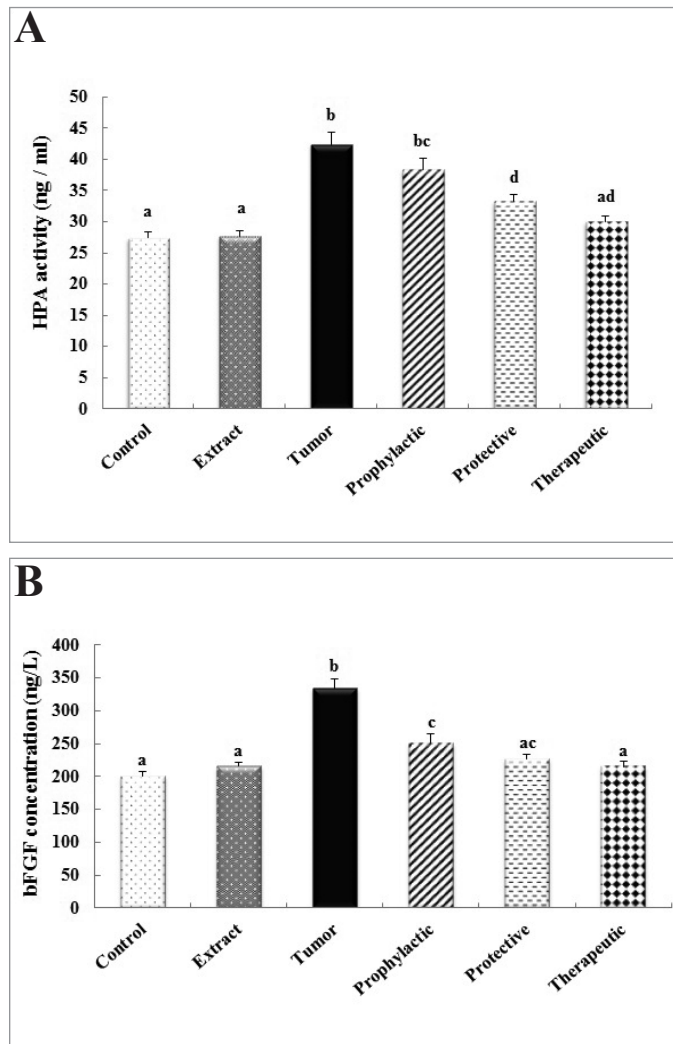 A
HPA activity (ng / ml)
50
45
40
35
30
25
20
15
10
5
0
a
a
b
bc
d
ad
Control
Extract
Tumor
Prophylactic
Protective
Therapeutic
B
bFGF concentration (ng/L)
400
350
300
250
200
150
100
50
0
a
a
b
c
ac
a
Control
Extract
Tumor
Prophylactic
Protective
Therapeutic